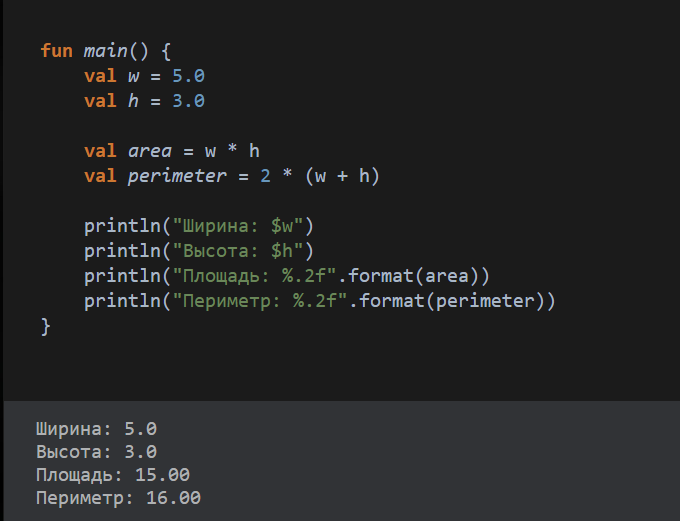 fun main() {
    val w = 5.0
    val h = 3.0

    val area = w * h
    val perimeter = 2 * (w + h)

    println("Ширина: $w")
    println("Высота: $h")
    println("Площадь: %.2f".format(area))
    println("Периметр: %.2f".format(perimeter))
}

Ширина: 5.0
Высота: 3.0
Площадь: 15.00
Периметр: 16.00